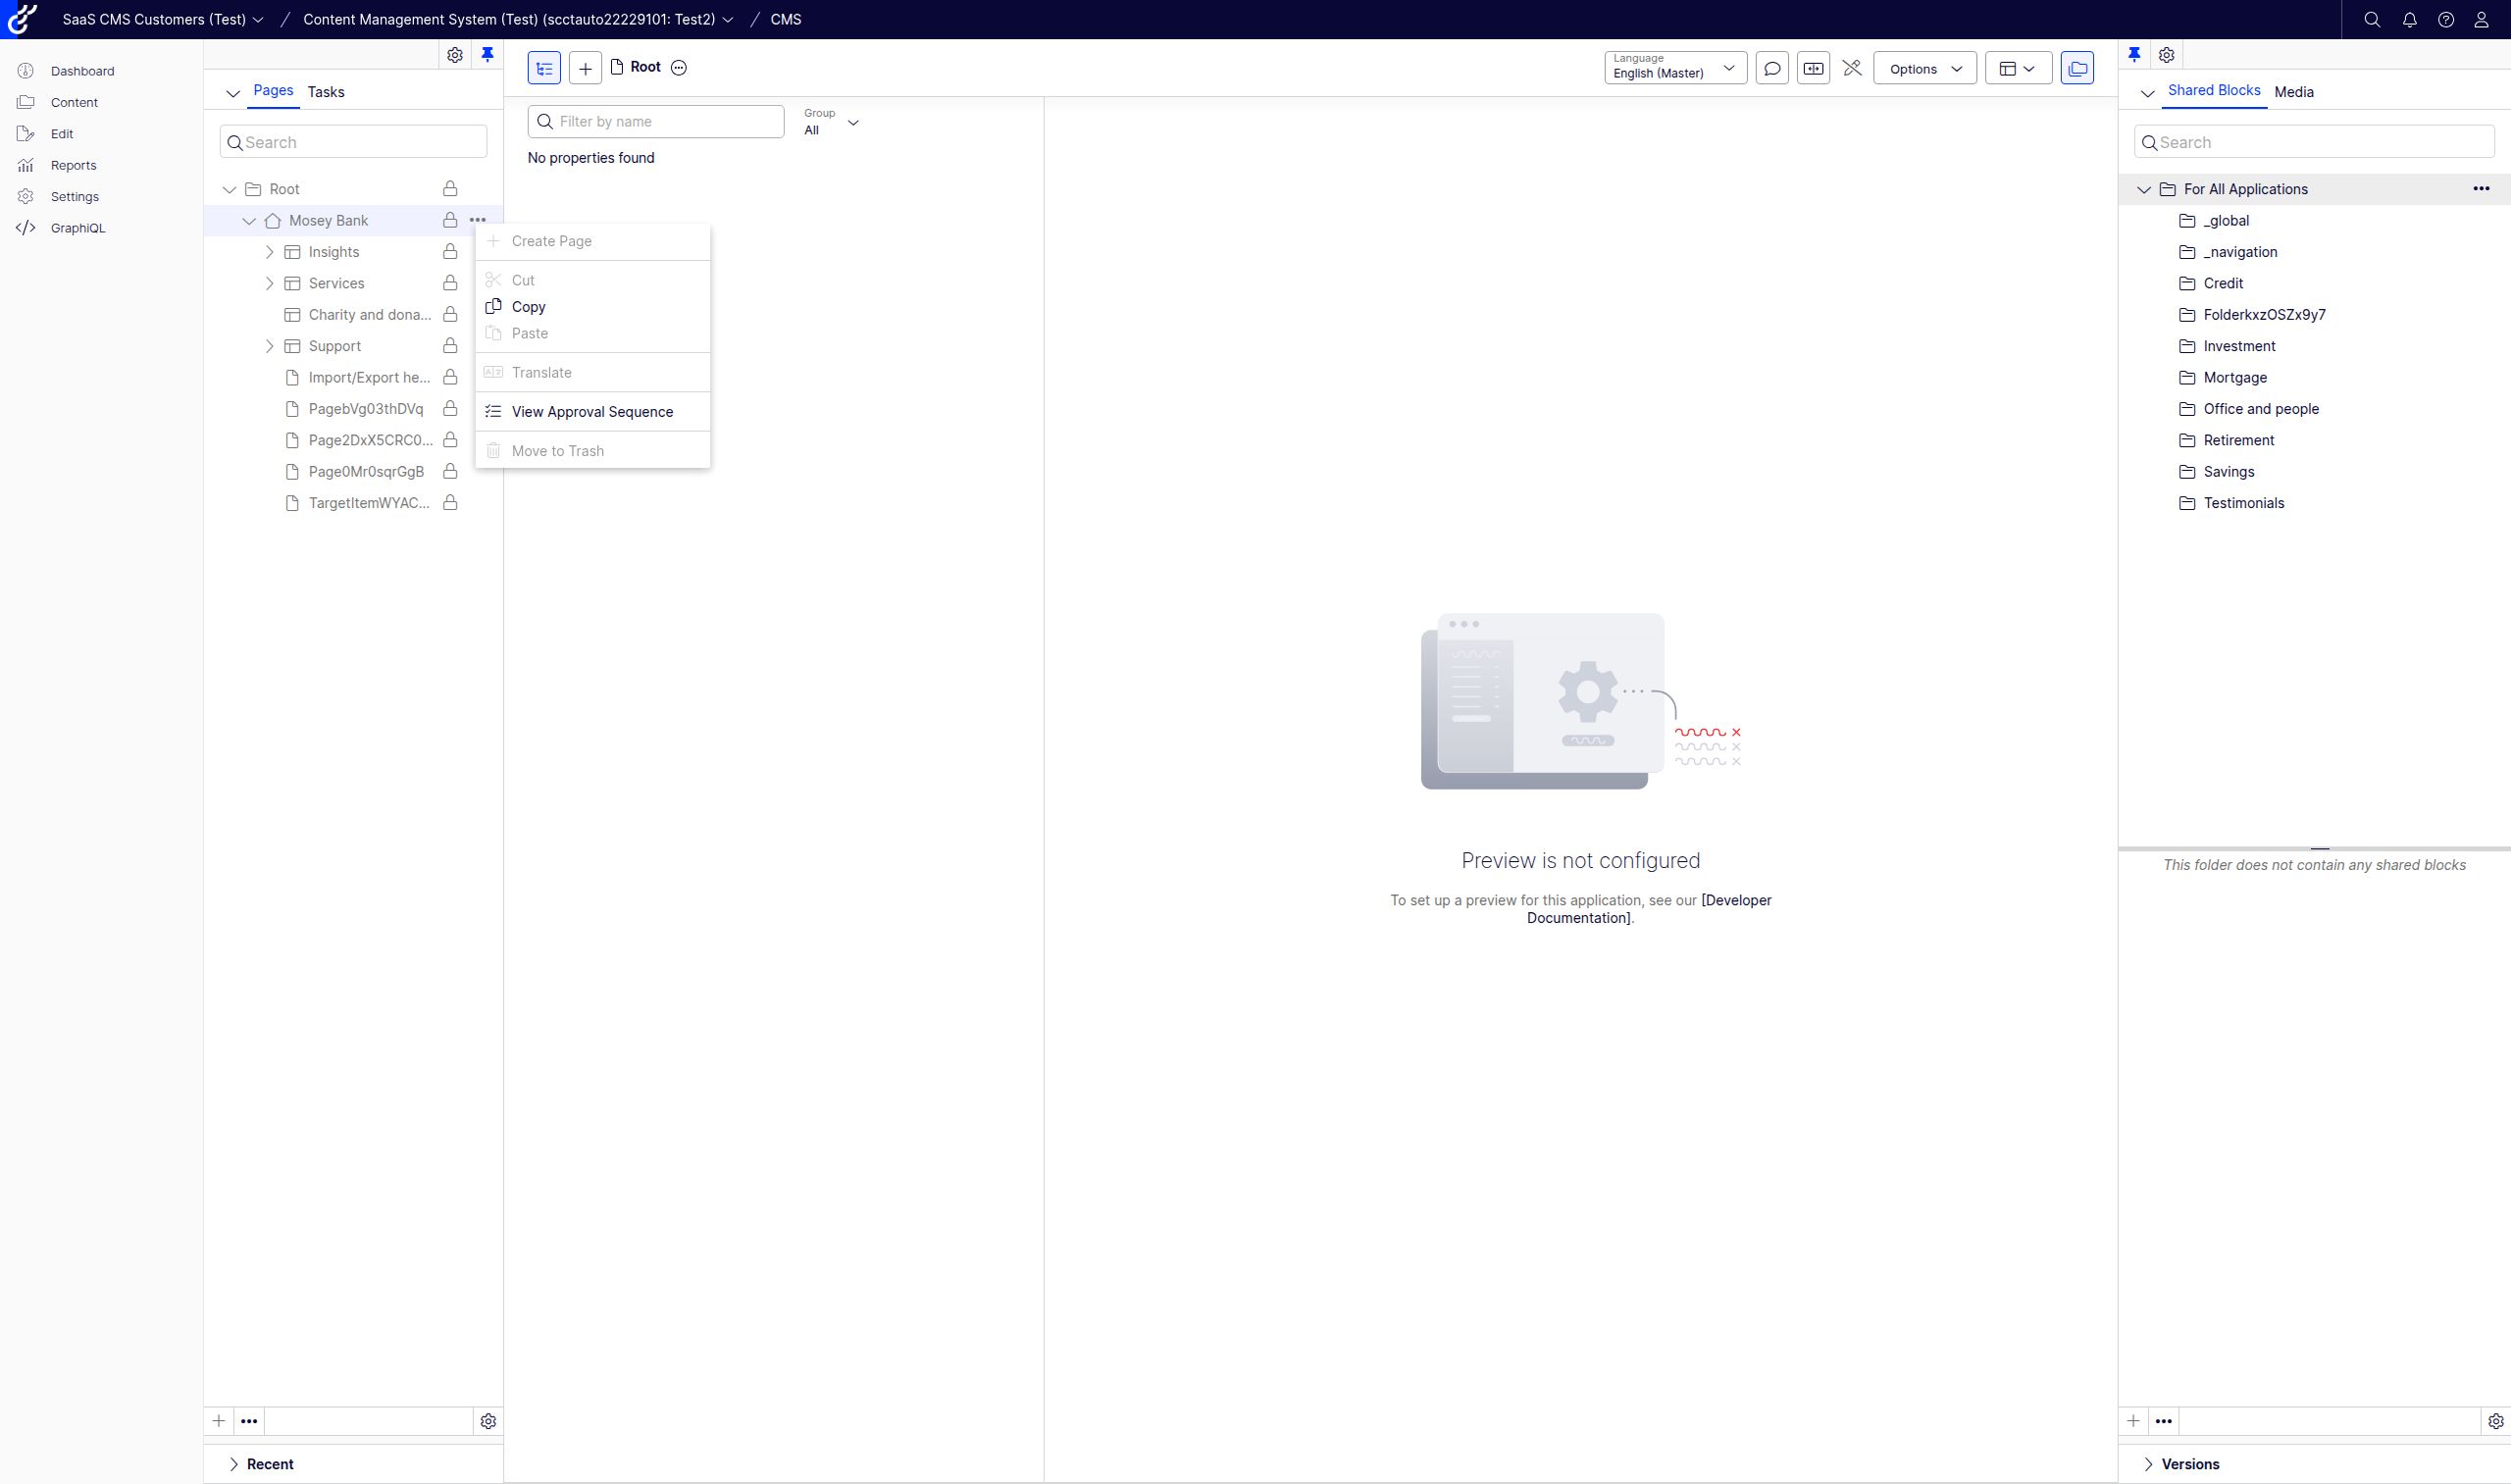 SaaS CMS Customers (Test) / Content Management System (Test) (scctauto22229101: Test2) / CMS
Dashboard
Content
Edit
Reports
Settings
GraphiQL
Pages Tasks
Search
Root
Mosey Bank
Insights
Services
Charity and dona...
Support
Import/Export he...
PagebVg03thDVq
Page2DxX5CRC0...
Page0Mr0sqrGgB
TargetItemWYAC...
Recent
Create Page
Cut
Copy
Paste
Translate
View Approval Sequence
Move to Trash
Root
Language
English (Master)
Options
Filter by name
Group
All
No properties found
Preview is not configured
To set up a preview for this application, see our [Developer
Documentation].
Shared Blocks Media
Search
For All Applications
_global
_navigation
Credit
FolderkxzOSZx9y7
Investment
Mortgage
Office and people
Retirement
Savings
Testimonials
This folder does not contain any shared blocks
Versions